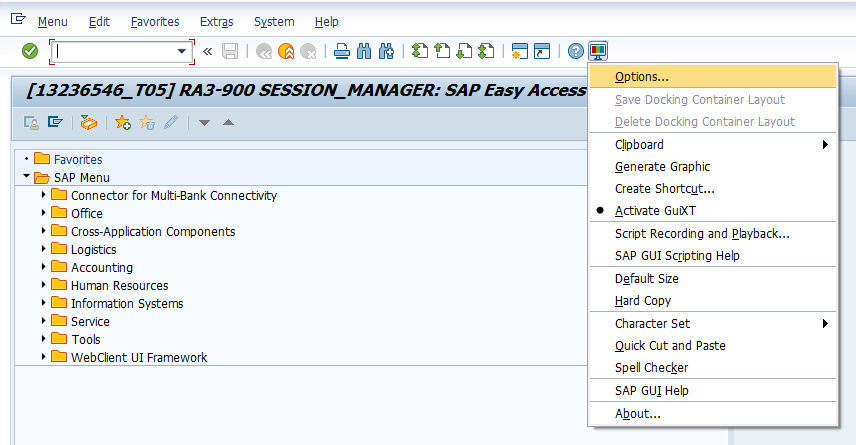 Menu Edit Favorites Extras System Help
[13236546_T05] RA3-900 SESSION_MANAGER: SAP Easy Access
Favorites
SAP Menu
Connector for Multi-Bank Connectivity
Office
Cross-Application Components
Logistics
Accounting
Human Resources
Information Systems
Service
Tools
WebClient UI Framework
Options...
Save Docking Container Layout
Delete Docking Container Layout
Clipboard
Generate Graphic
Create Shortcut...
Activate GuiXT
Script Recording and Playback...
SAP GUI Scripting Help
Default Size
Hard Copy
Character Set
Quick Cut and Paste
Spell Checker
SAP GUI Help
About...